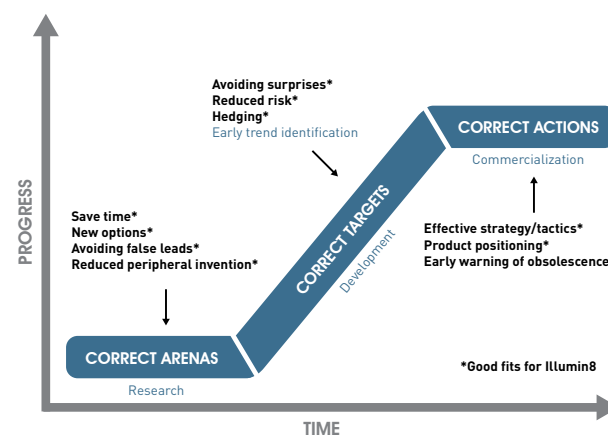 Avoiding surprises*
Reduced risk*
Hedging*
Early trend identification
CORRECT ACTIONS
Commercialization
PROGRESS
CORRECT TARGETS
Development
Save time*
New options*
Avoiding false leads*
Reduced peripheral invention*
Effective strategy/tactics*
Product positioning*
Early warning of obsolescence
CORRECT ARENAS
Research
*Good fits for Illumin8
TIME